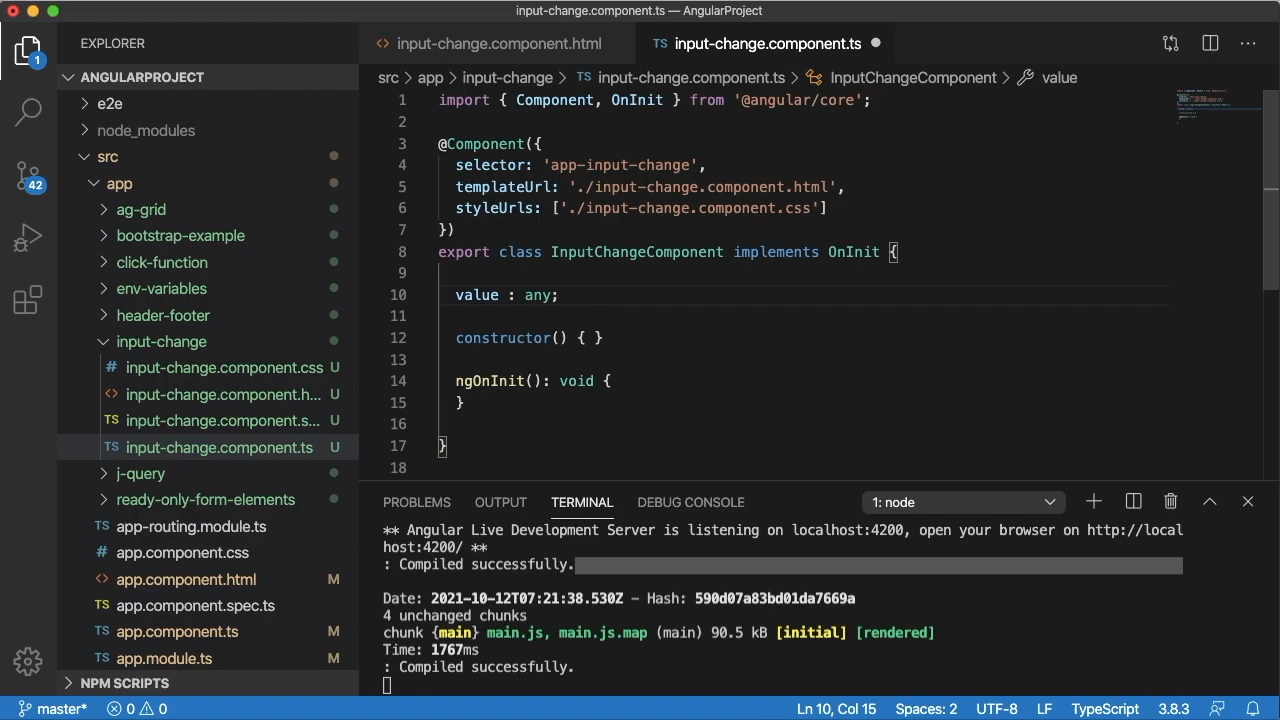 input-change.component.ts — AngularProject
EXPLORER
1
42
ANGULARPROJECT
e2e
node_modules
src
app
ag-grid
bootstrap-example
click-function
env-variables
header-footer
input-change
# input-change.component.css U
<> input-change.component.h... U
TS input-change.component.s... U
TS input-change.component.ts U
j-query
ready-only-form-elements
TS app-routing.module.ts
# app.component.css
<> app.component.html M
TS app.component.spec.ts
TS app.component.ts M
TS app.module.ts M
NPM SCRIPTS
<> input-change.component.html
TS input-change.component.ts
src > app > input-change > TS input-change.component.ts > InputChangeComponent > value
1 import { Component, OnInit } from '@angular/core';
2
3 @Component({
4 selector: 'app-input-change',
5 templateUrl: './input-change.component.html',
6 styleUrls: ['./input-change.component.css']
7 })
8 export class InputChangeComponent implements OnInit {
9
10 value : any;
11
12 constructor() { }
13
14 ngOnInit(): void {
15 }
16
17 }
18
PROBLEMS OUTPUT TERMINAL DEBUG CONSOLE 1: node
** Angular Live Development Server is listening on localhost:4200, open your browser on http://local
host:4200/ **
: Compiled successfully.
Date: 2021-10-12T07:21:38.530Z - Hash: 590d07a83bd01da7669a
4 unchanged chunks
chunk {main} main.js, main.js.map (main) 90.5 kB [initial] [rendered]
Time: 1767ms
: Compiled successfully.
master* 0 0 Ln 10, Col 15 Spaces: 2 UTF-8 LF TypeScript 3.8.3